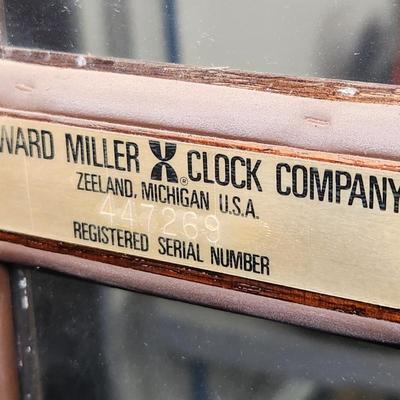 WARD MILLER ® CLOCK COMPANY
ZEELAND, MICHIGAN U.S.A.
447269
REGISTERED SERIAL NUMBER